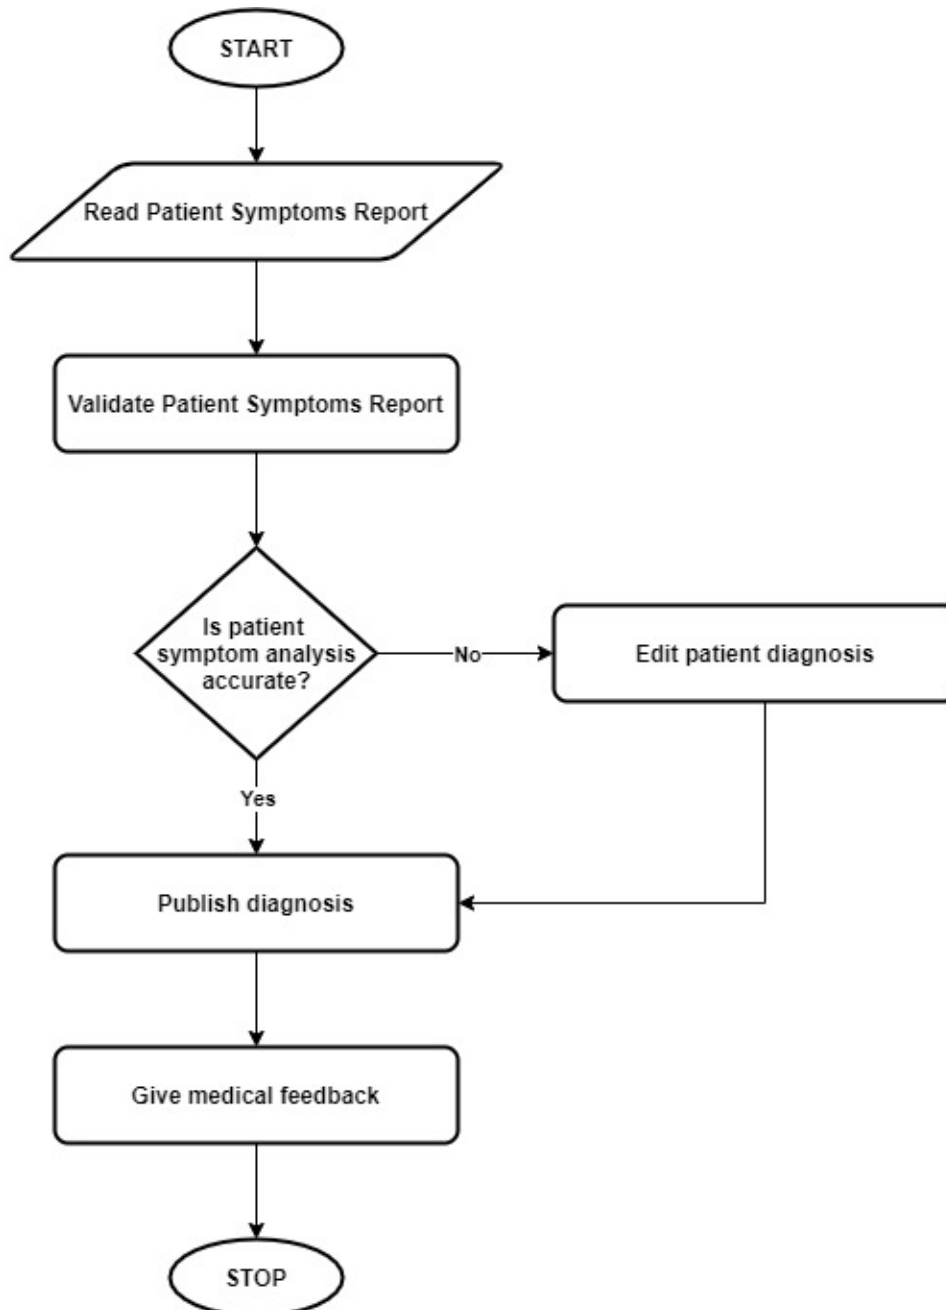 START
Read Patient Symptoms Report
Validate Patient Symptoms Report
Is patient
symptom analysis
accurate?
No
Edit patient diagnosis
Yes
Publish diagnosis
Give medical feedback
STOP